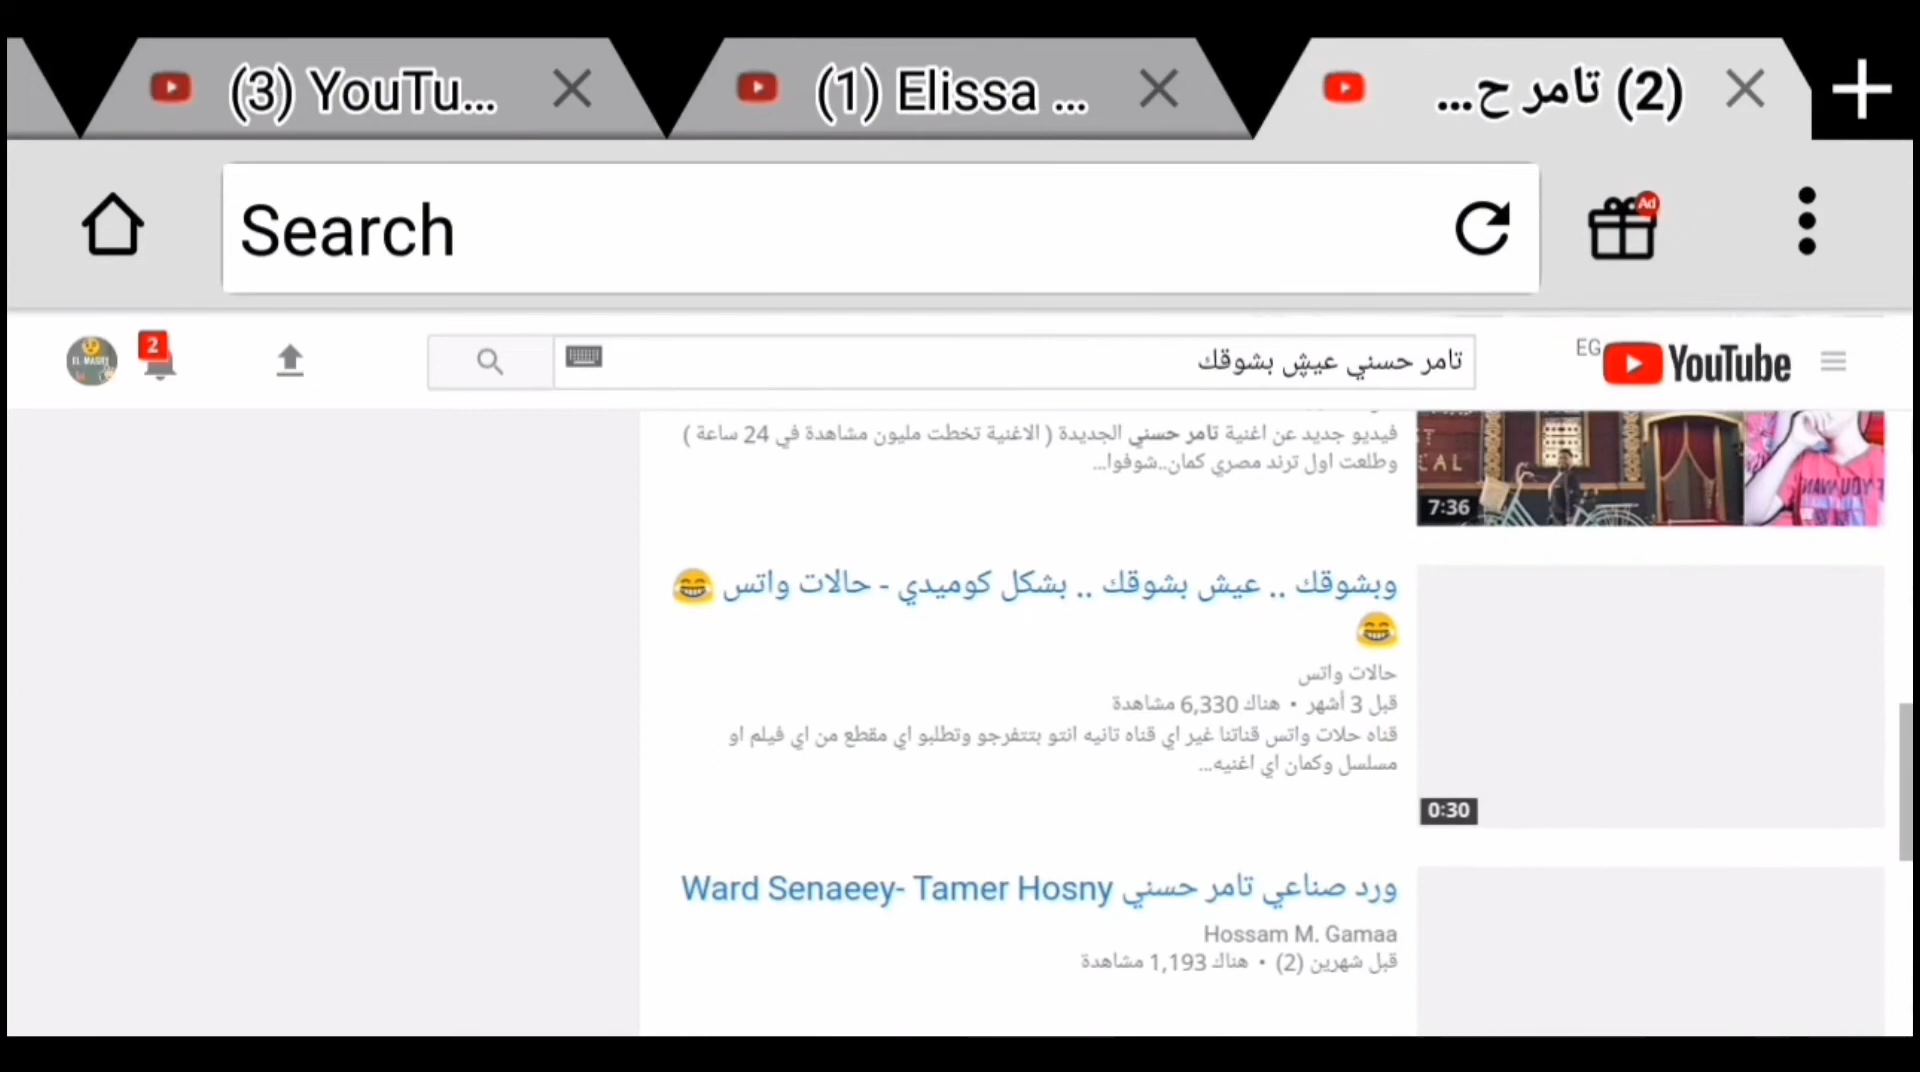 (3) YouTu...
(1) Elissa ...
(2) تامر ح...
Search
Ad
2
تامر حسني عيش بشوقك
EG
YouTube
فيديو جديد عن اغنية تامر حسني الجديدة ( الاغنية تخطت مليون مشاهدة في 24 ساعة )
وطلعت اول ترند مصري كمان..شوفوا...
7:36
وبشوقك .. عيش بشوقك .. بشكل كوميدي - حالات واتس 😂
😂
حالات واتس
قبل 3 أشهر • هناك 6,330 مشاهدة
قناه حلات واتس قناتنا غير اي قناه تانيه انتو بتتفرجو وتطلبو اي مقطع من اي فيلم او
مسلسل وكمان اي اغنيه...
0:30
ورد صناعي تامر حسني Ward Senaeey- Tamer Hosny
Hossam M. Gamaa
قبل شهرين (2) • هناك 1,193 مشاهدة